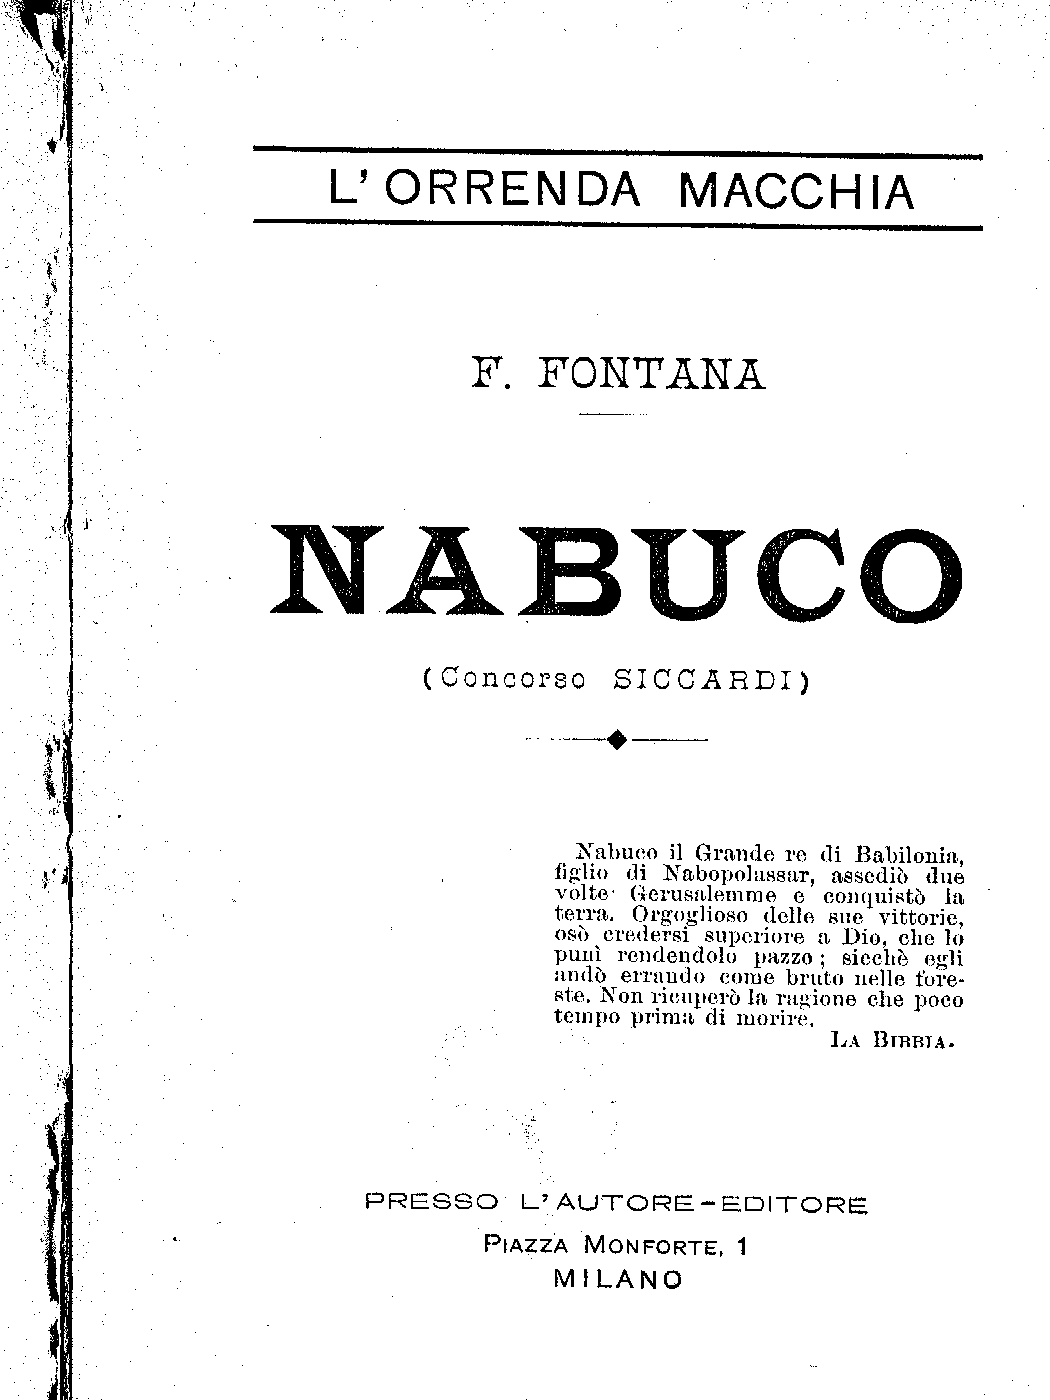 L'ORRENDA MACCHIA
F. FONTANA
NABUCO
(Concorso SICCARDI)
Nabuco il Grande re di Babilonia,
figlio di Nabopolassar, assediò due
volte Gerusalemme e conquistò la
terra. Orgoglioso delle sue vittorie,
osò credersi superiore a Dio, che lo
punì rendendolo pazzo; sicchè egli
andò errando come bruto nelle fore-
ste. Non ricuperò la ragione che poco
tempo prima di morire.
LA BIBBIA.
PRESSO L'AUTORE-EDITORE
PIAZZA MONFORTE, 1
MILANO